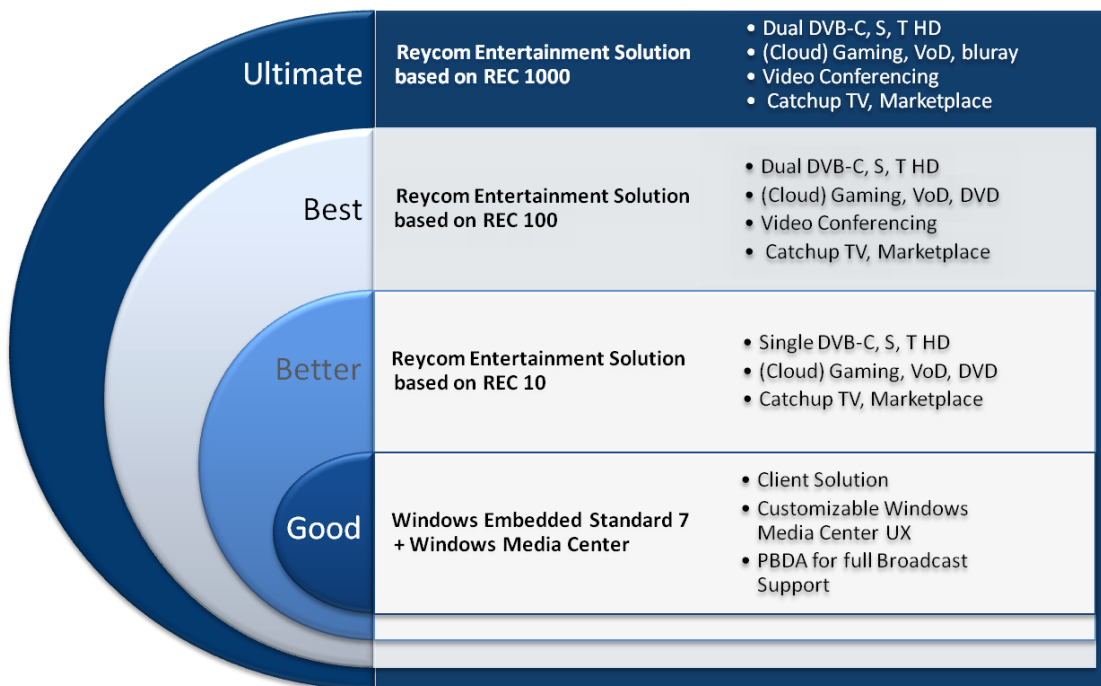 Ultimate
Reycom Entertainment Solution
based on REC 1000
• Dual DVB-C, S, T HD
• (Cloud) Gaming, VoD, bluray
• Video Conferencing
• Catchup TV, Marketplace
Best
Reycom Entertainment Solution
based on REC 100
• Dual DVB-C, S, T HD
• (Cloud) Gaming, VoD, DVD
• Video Conferencing
• Catchup TV, Marketplace
Better
Reycom Entertainment Solution
based on REC 10
• Single DVB-C, S, T HD
• (Cloud) Gaming, VoD, DVD
• Catchup TV, Marketplace
Good
Windows Embedded Standard 7
+ Windows Media Center
• Client Solution
• Customizable Windows
Media Center UX
• PBDA for full Broadcast
Support